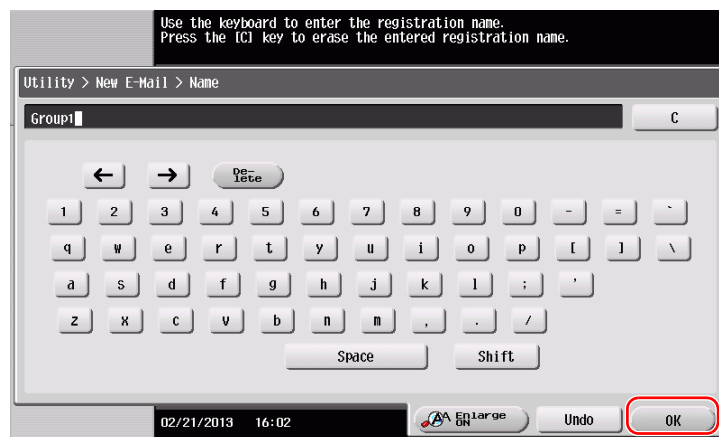 Use the keyboard to enter the registration name.
Press the [C] key to erase the entered registration name.
Utility > New E-Mail > Name
Group1
C
← → De-
lete
1 2 3 4 5 6 7 8 9 0 - = `
q w e r t y u i o p [ ] \
a s d f g h j k l ; '
z x c v b n m , . /
Space Shift
02/21/2013 16:02
Enlarge
ON
Undo
OK